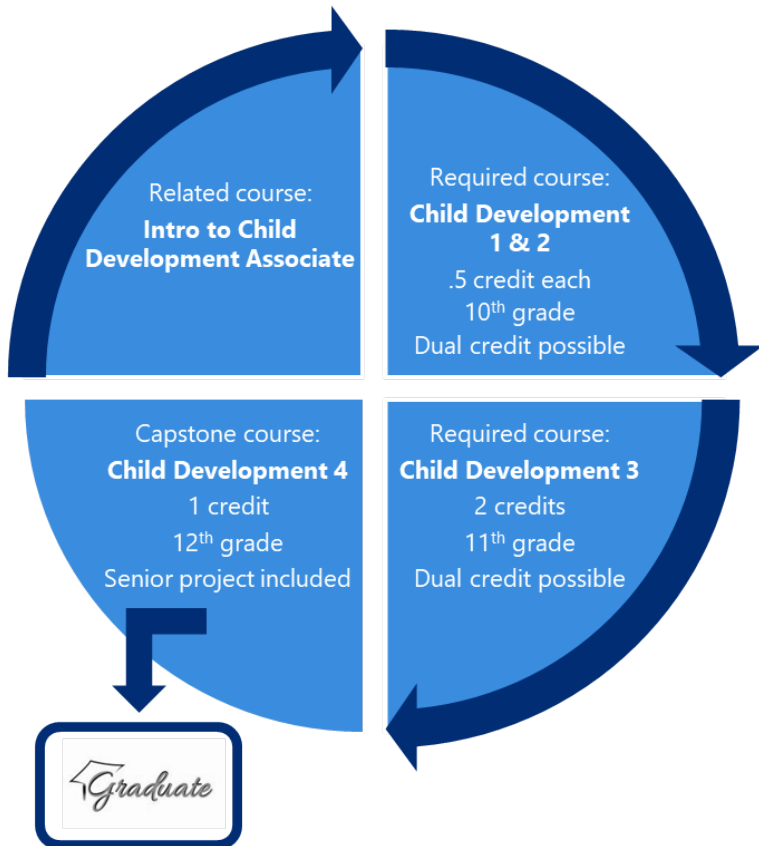 Related course:
Intro to Child
Development Associate
Required course:
Child Development
1 & 2
.5 credit each
10th grade
Dual credit possible
Required course:
Child Development 3
2 credits
11th grade
Dual credit possible
Capstone course:
Child Development 4
1 credit
12th grade
Senior project included
Graduate